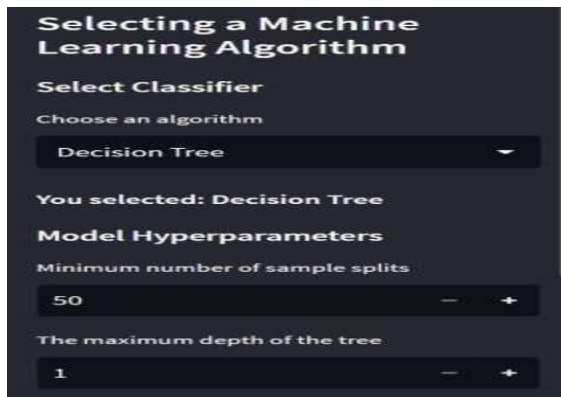 Selecting a Machine
Learning Algorithm
Select Classifier
Choose an algorithm
Decision Tree
You selected: Decision Tree
Model Hyperparameters
Minimum number of sample splits
50 − +
The maximum depth of the tree
1 − +